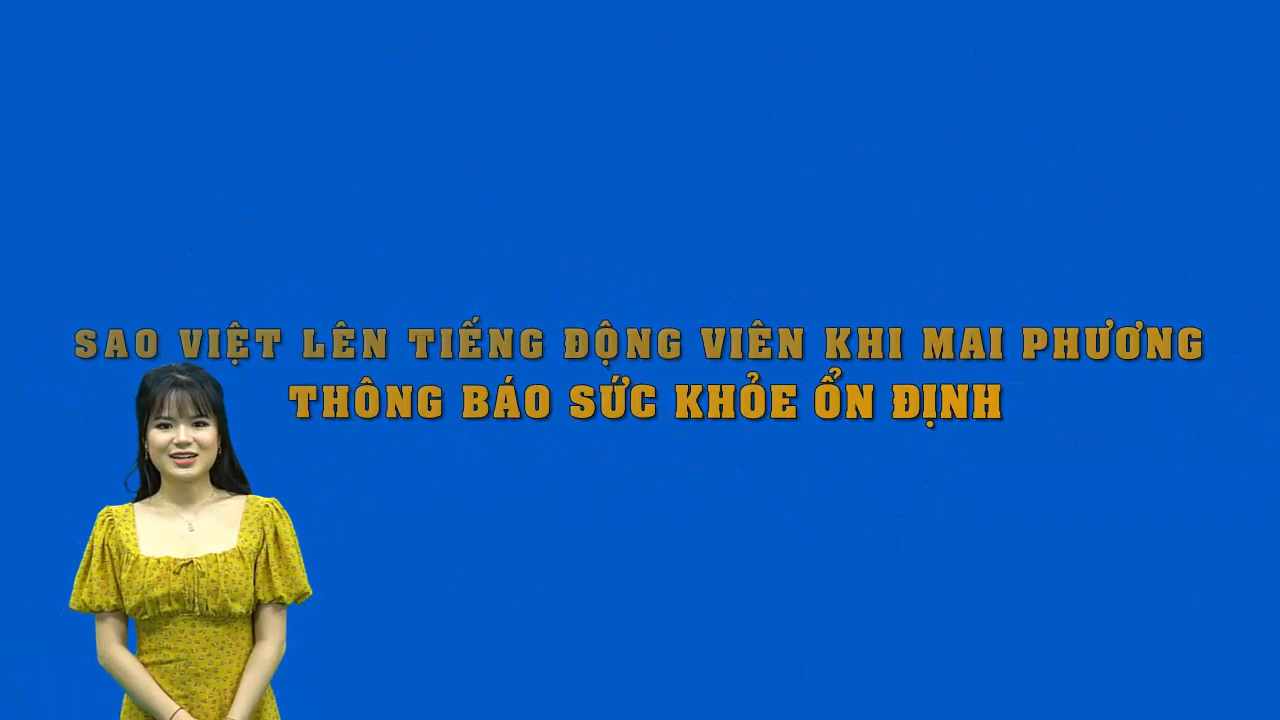 SAO VIỆT LÊN TIẾNG ĐỘNG VIÊN KHI MAI PHƯƠNG
THÔNG BÁO SỨC KHỎE ỔN ĐỊNH